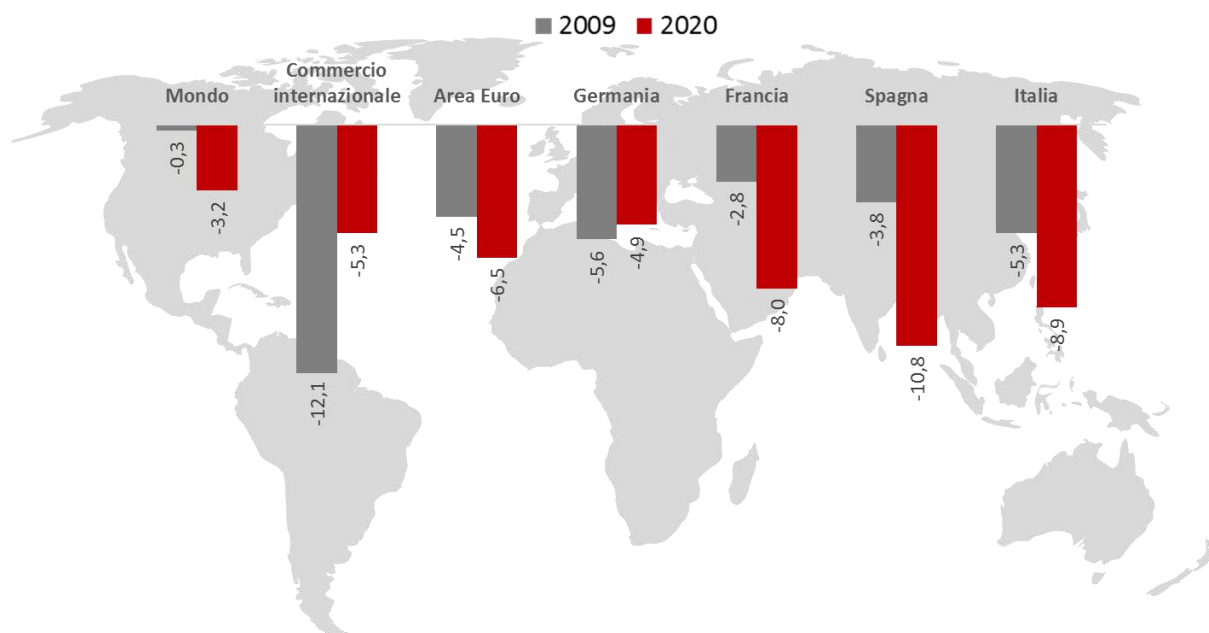 2009 2020
Commercio
internazionale
Mondo
Area Euro
Germania
Francia
Spagna
Italia
-0,3
-3,2
-12,1
-5,3
-4,5
-6,5
-5,6
-4,9
-2,8
-8,0
-3,8
-10,8
-5,3
-8,9